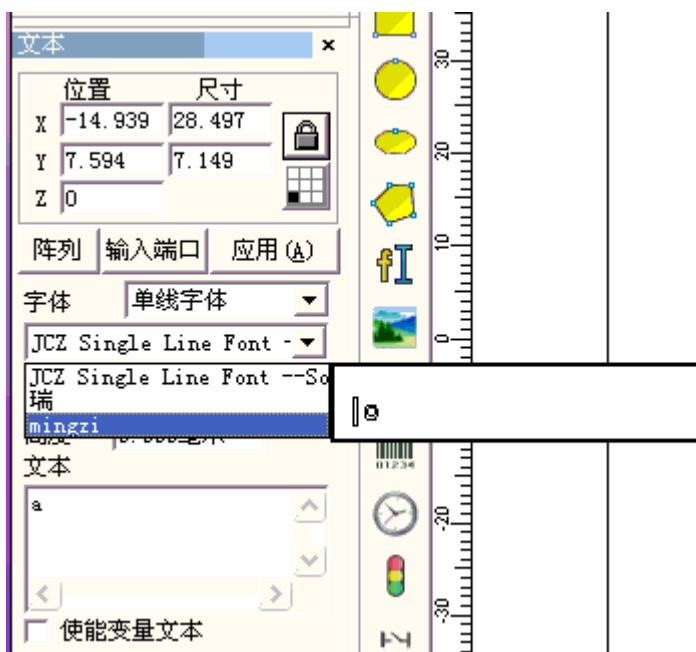 文本
位置 尺寸
X -14.939 28.497
Y 7.594 7.149
Z 0
阵列 输入端口 应用(A)
字体 单线字体
JCZ Single Line Font -
JCZ Single Line Font --So
瑞
mingzi
文本
a
使能变量文本
30
20
10
0
01234
-20
-30